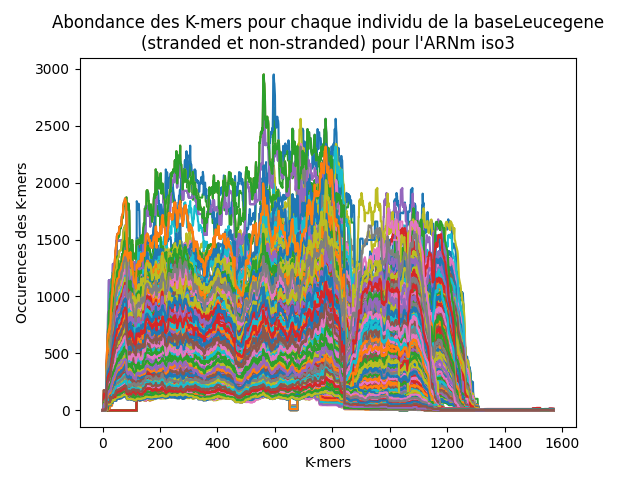 Abondance des K-mers pour chaque individu de la baseLeucegene
(stranded et non-stranded) pour l'ARNm iso3
3000
2500
2000
1500
1000
500
0
Occurences des K-mers
0 200 400 600 800 1000 1200 1400 1600
K-mers